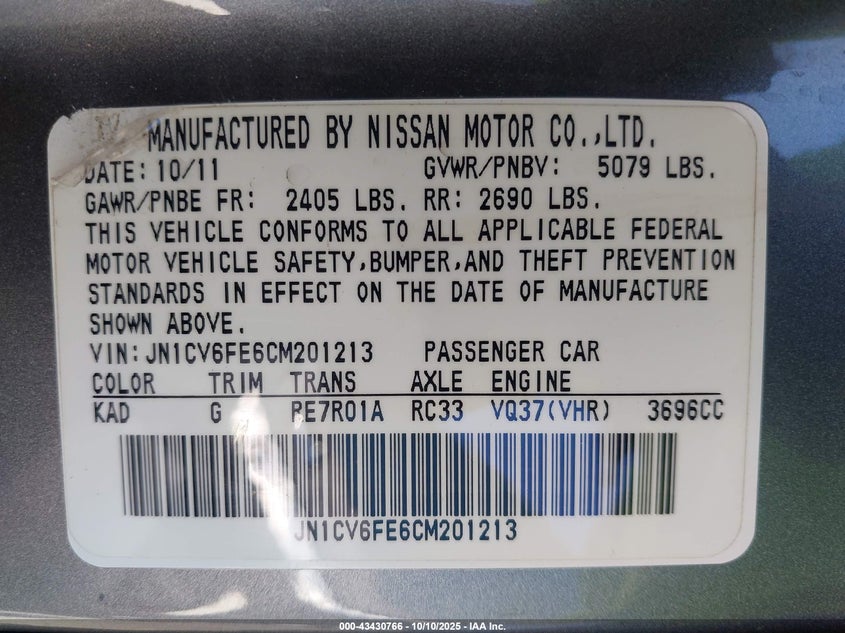 MANUFACTURED BY NISSAN MOTOR CO.,LTD.
DATE: 10/11 GVWR/PNBV: 5079 LBS.
GAWR/PNBE FR: 2405 LBS. RR: 2690 LBS.
THIS VEHICLE CONFORMS TO ALL APPLICABLE FEDERAL
MOTOR VEHICLE SAFETY,BUMPER,AND THEFT PREVENTION
STANDARDS IN EFFECT ON THE DATE OF MANUFACTURE
SHOWN ABOVE.
VIN:JN1CV6FE6CM201213 PASSENGER CAR
COLOR TRIM TRANS AXLE ENGINE
KAD G RE7R01A RC33 VQ37(VHR) 3696CC
JN1CV6FE6CM201213
000-43430766 - 10/10/2025 - IAA Inc.